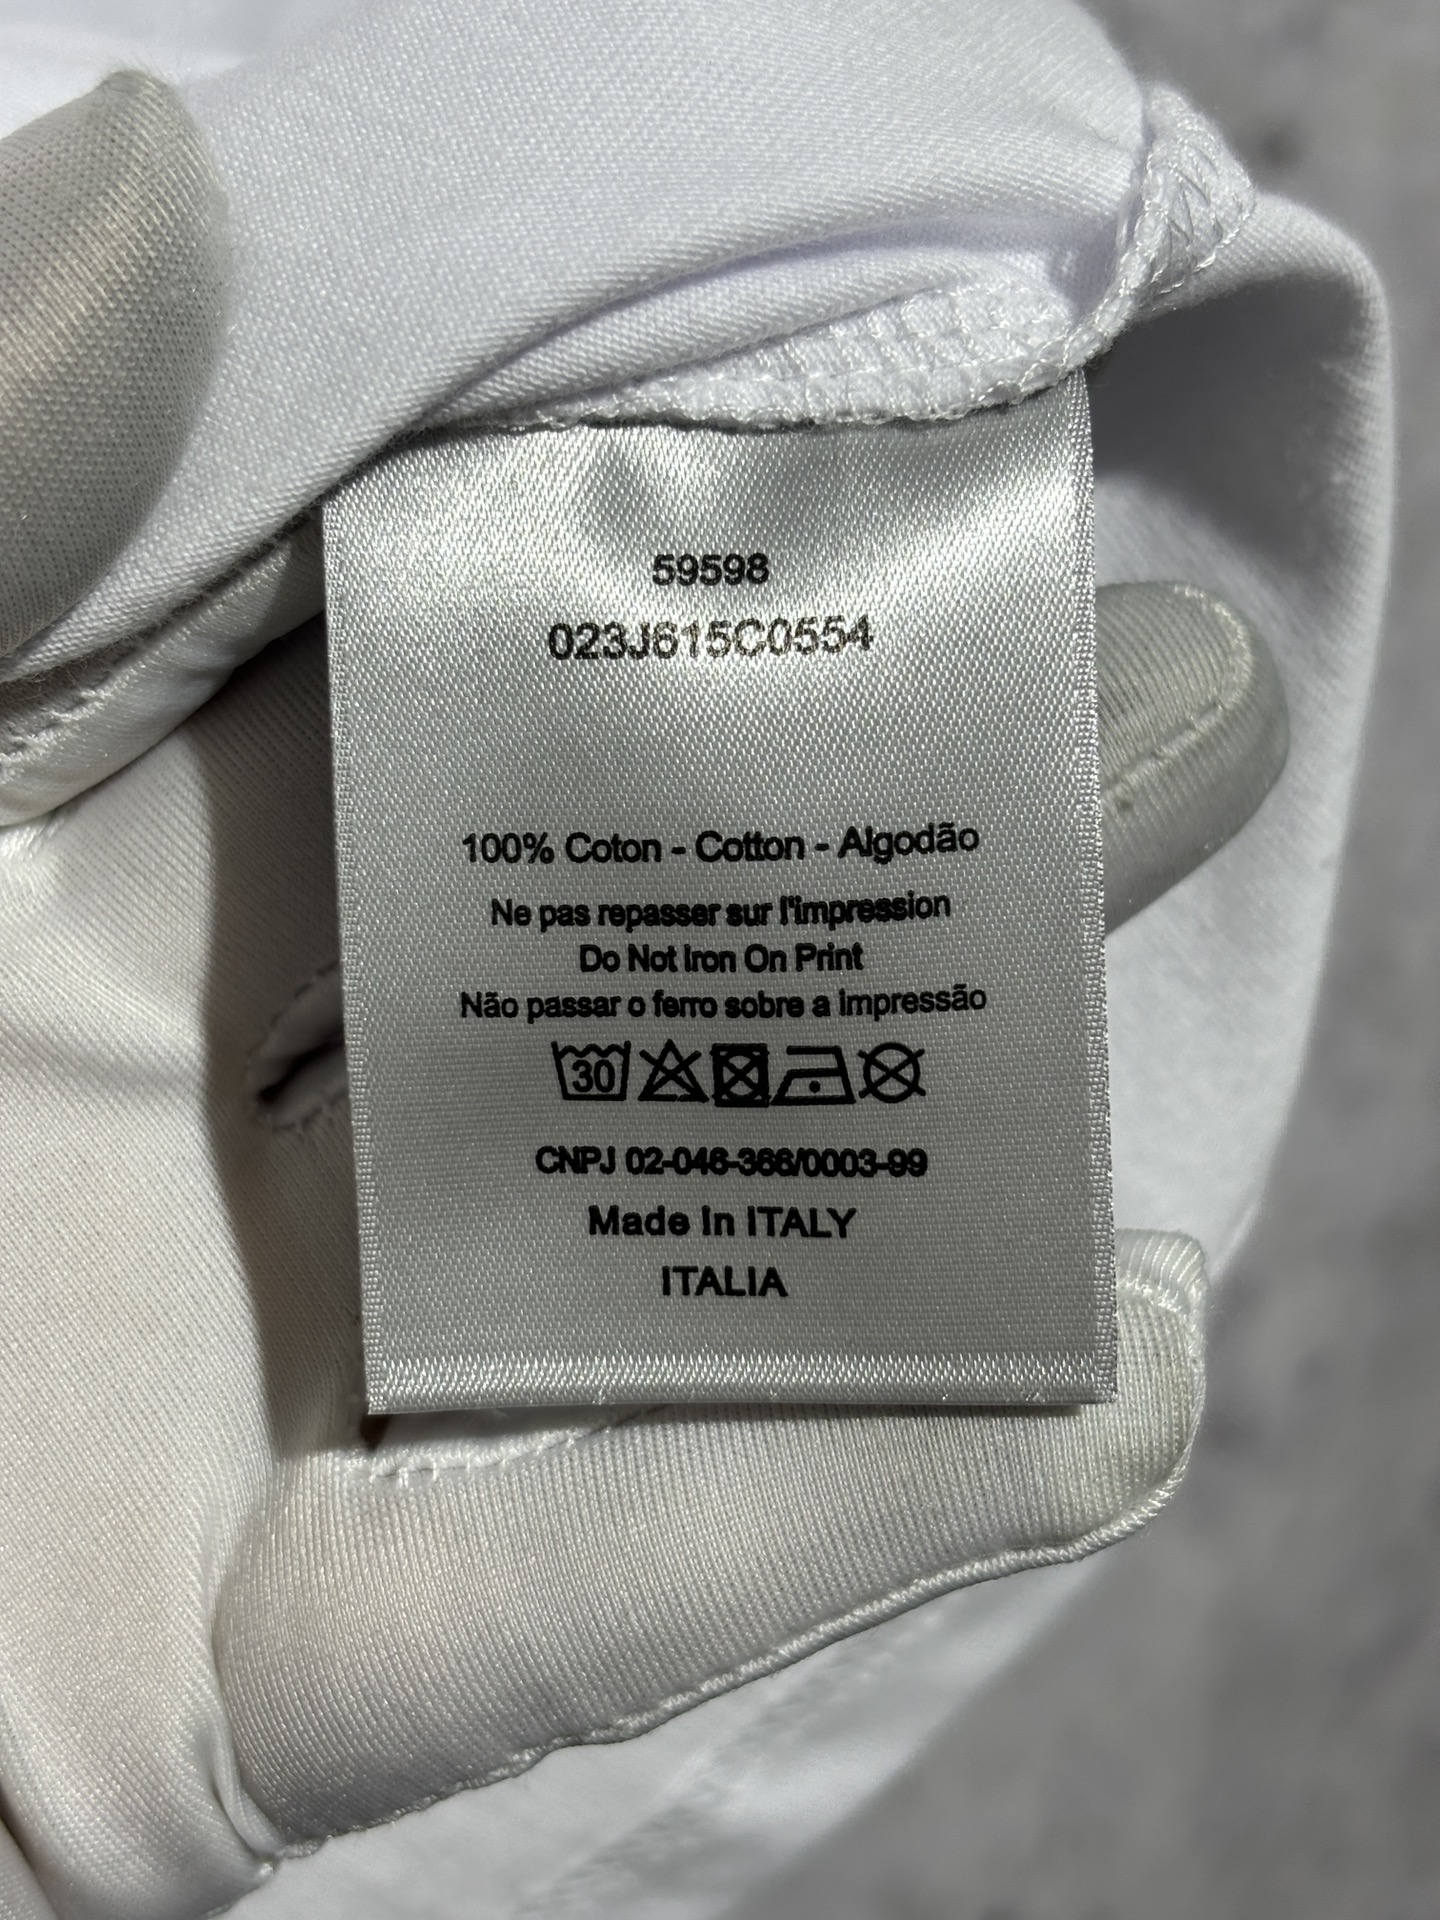 59598
023J615C0554
100% Coton - Cotton - Algodão
Ne pas repasser sur l'impression
Do Not Iron On Print
Não passar o ferro sobre a impressão
30
CNPJ 02-046-366/0003-99
Made in ITALY
ITALIA